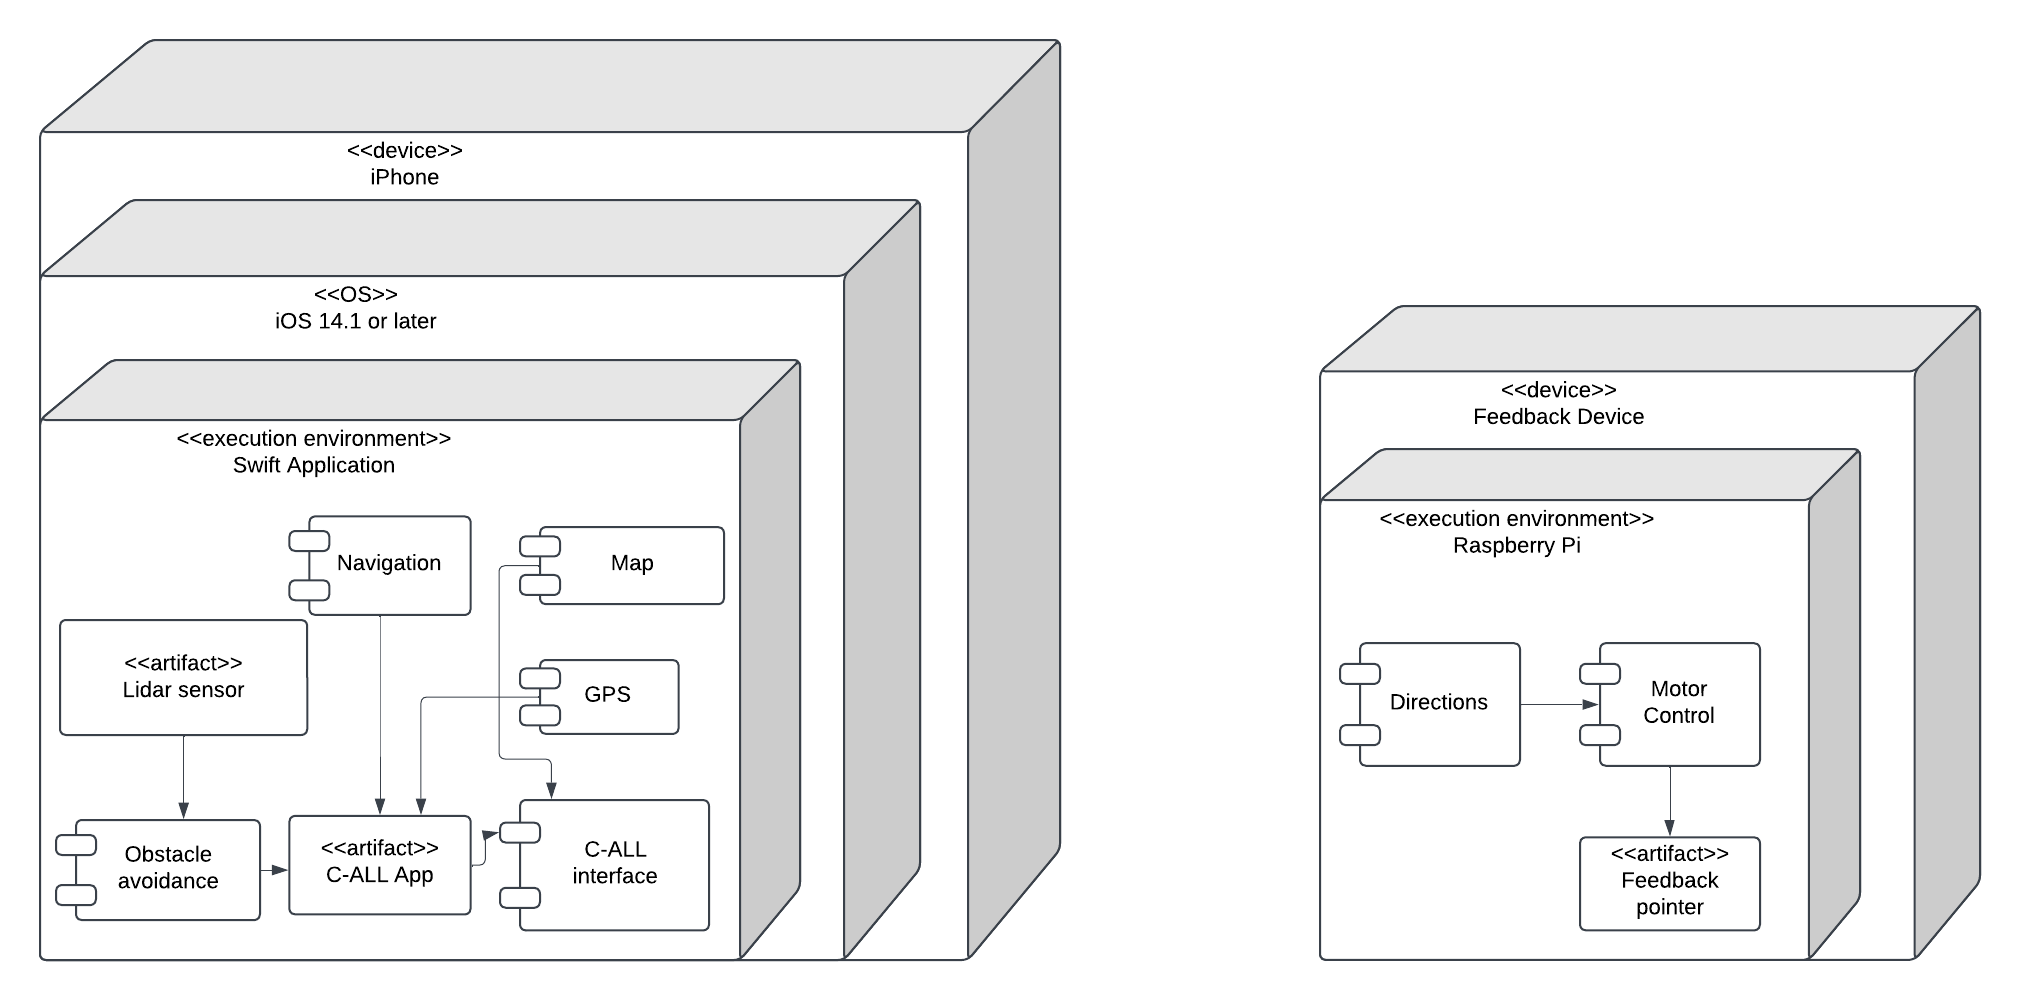 <<device>>
iPhone
<<OS>>
iOS 14.1 or later
<<execution environment>>
Swift Application
Navigation
Map
<<artifact>>
Lidar sensor
GPS
Obstacle
avoidance
<<artifact>>
C-ALL App
C-ALL
interface
<<device>>
Feedback Device
<<execution environment>>
Raspberry Pi
Directions
Motor
Control
<<artifact>>
Feedback
pointer